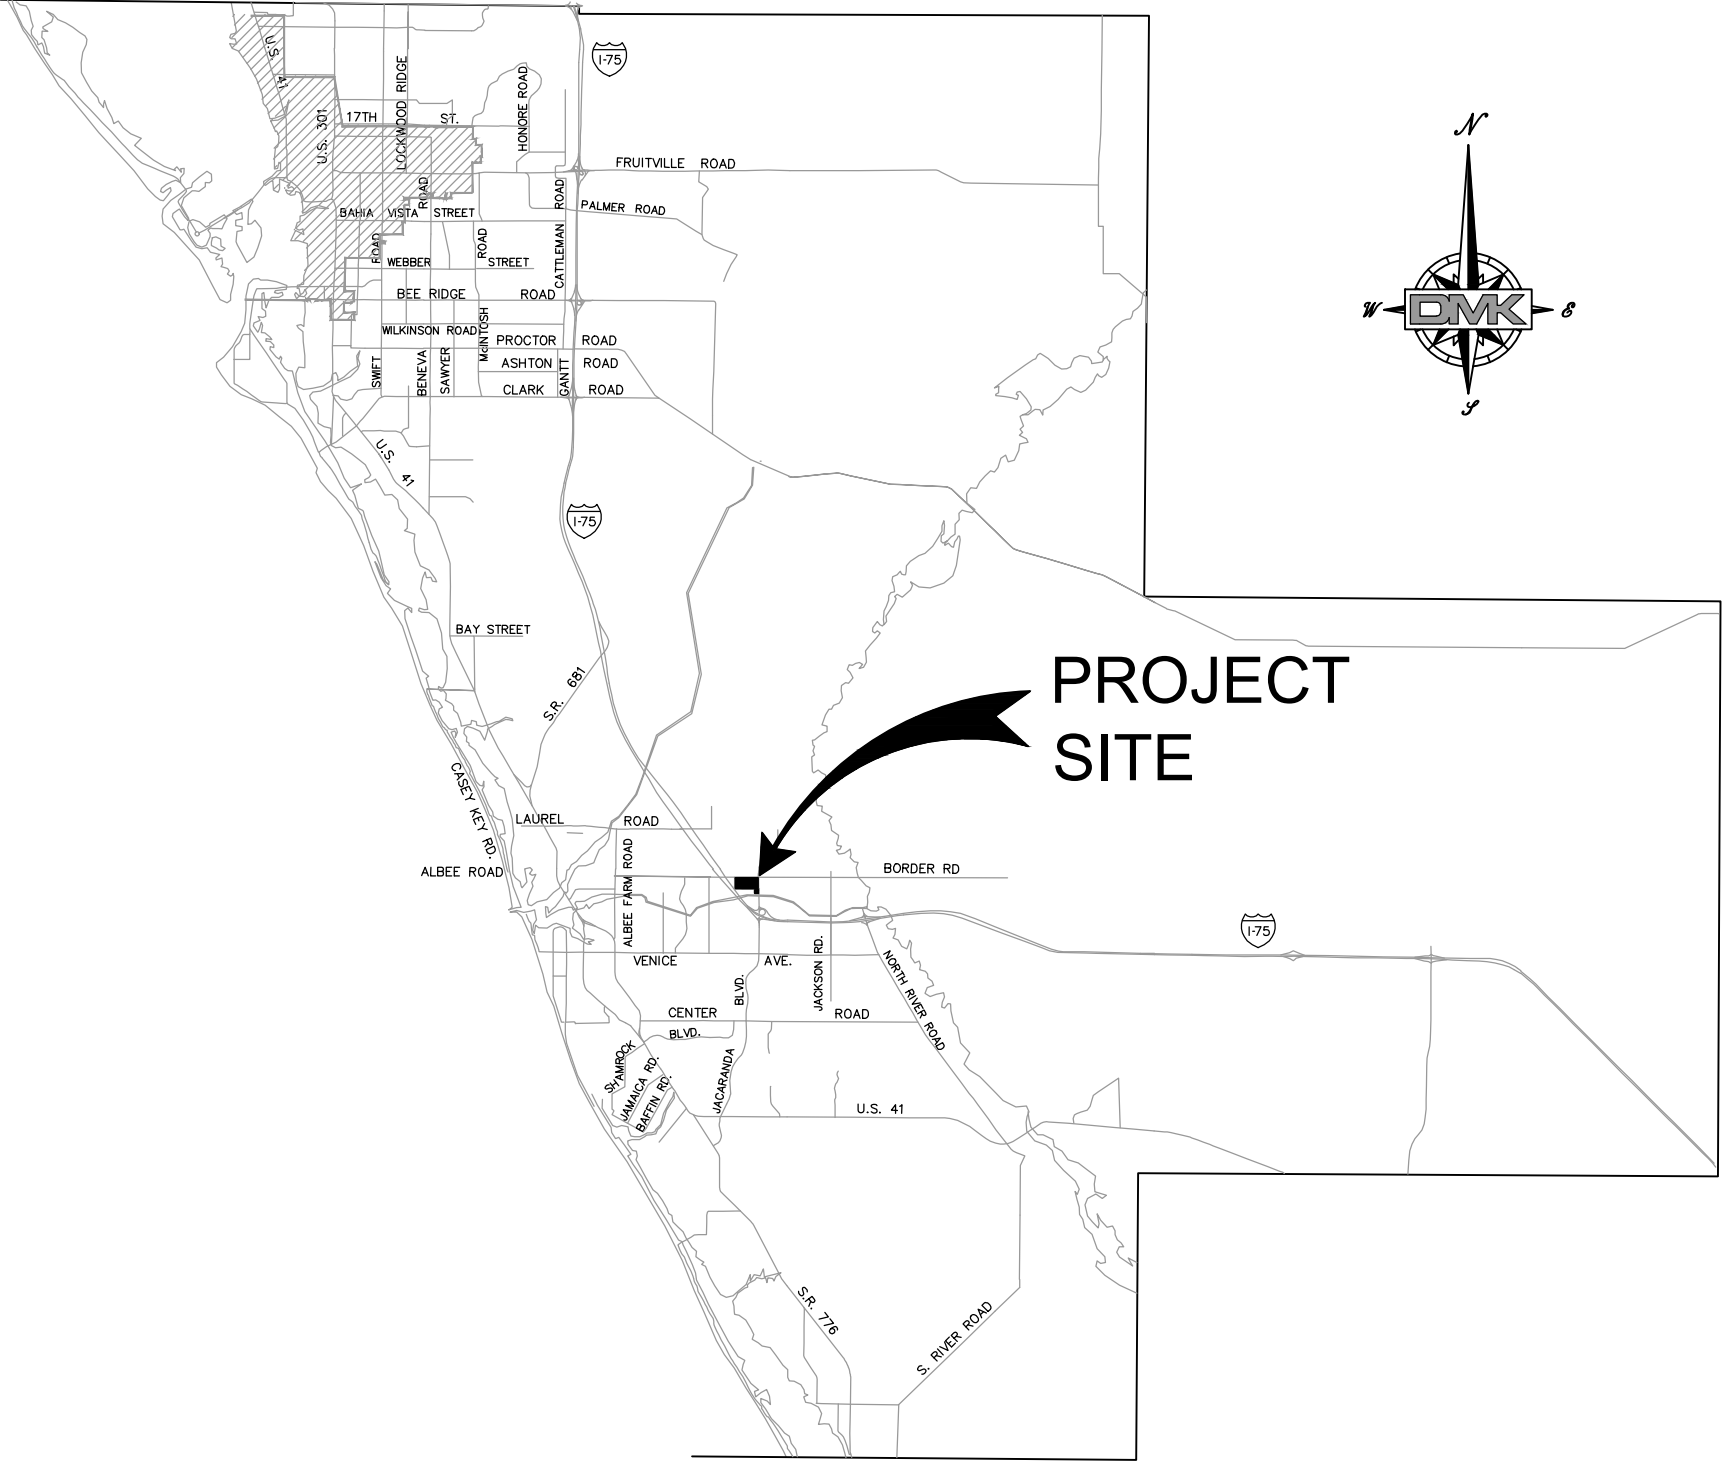 I-75
U.S. 41
U.S. 301
LOCKWOOD RIDGE
ROAD
HONORE ROAD
17TH ST.
N
FRUITVILLE ROAD
CATTLEMAN ROAD
PALMER ROAD
BAHIA VISTA STREET
SWIFT ROAD
McINTOSH ROAD
WEBBER STREET
BEE RIDGE ROAD
W
DMK
E
WILKINSON ROAD
PROCTOR ROAD
ASHTON ROAD
BENEVA
SAWYER
GANTT
CLARK ROAD
S
U.S. 41
I-75
BAY STREET
S.R. 681
PROJECT
SITE
CASEY KEY RD.
LAUREL ROAD
ALBEE ROAD
ALBEE FARM ROAD
BORDER RD
I-75
VENICE AVE.
JACKSON RD.
NORTH RIVER ROAD
JACARANDA BLVD.
CENTER ROAD
SHAMROCK BLVD.
JAMAICA RD.
BAFFIN RD.
U.S. 41
S.R. 776
S. RIVER ROAD